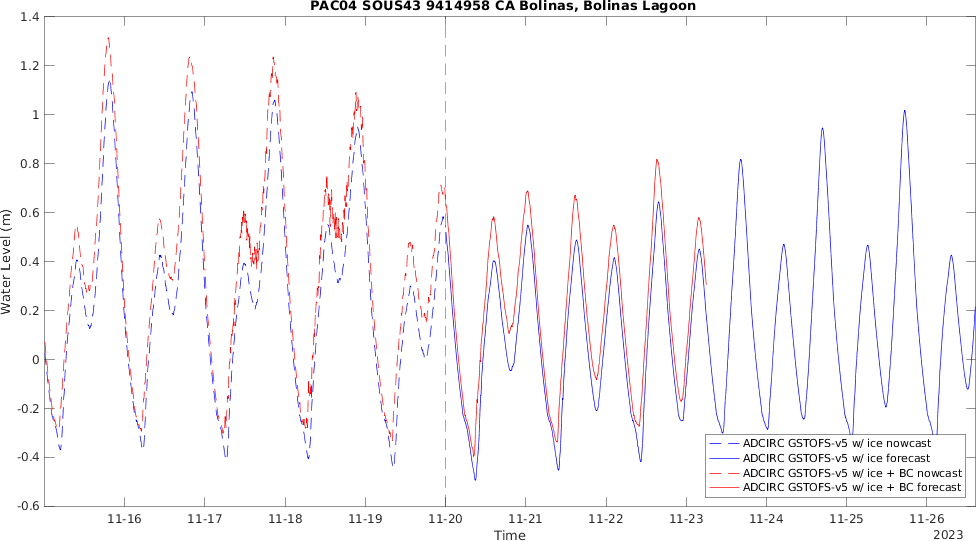 PAC04 SOUS43 9414958 CA Bolinas, Bolinas Lagoon
1.4
1.2
1
0.8
0.6
0.4
0.2
0
-0.2
-0.4
-0.6
Water Level (m)
ADCIRC GSTOFS-v5 w/ ice nowcast
ADCIRC GSTOFS-v5 w/ ice forecast
ADCIRC GSTOFS-v5 w/ ice + BC nowcast
ADCIRC GSTOFS-v5 w/ ice + BC forecast
11-16 11-17 11-18 11-19 11-20 11-21 11-22 11-23 11-24 11-25 11-26
2023
Time